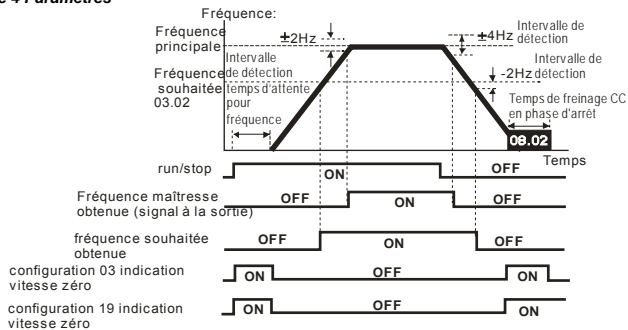 e 4 Paramètres
Fréquence:
Fréquence principale
±2Hz
±4Hz
Intervalle de détection
Intervalle de détection
-2Hz
Fréquence souhaitée 03.02
Intervalle de détection
temps d'attente pour fréquence
Temps de freinage CC en phase d'arrêt
08.02
Temps
run/stop
ON
OFF
Fréquence maîtresse obtenue (signal à la sortie)
OFF
ON
OFF
fréquence souhaitée obtenue
OFF
ON
OFF
configuration 03 indication vitesse zéro
ON
OFF
ON
configuration 19 indication vitesse zéro
ON
OFF
ON